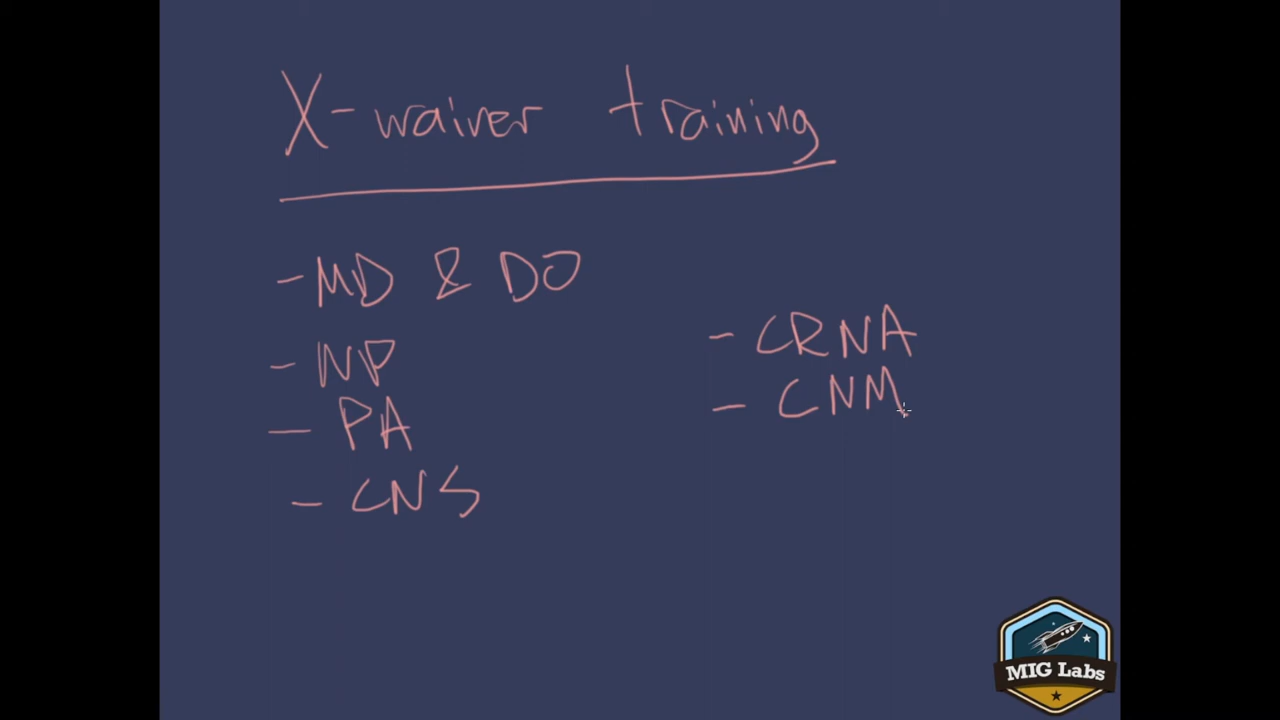 X-waiver training
- MD & DO
- NP
- PA
- CNS
- CRNA
- CNM
MIG Labs